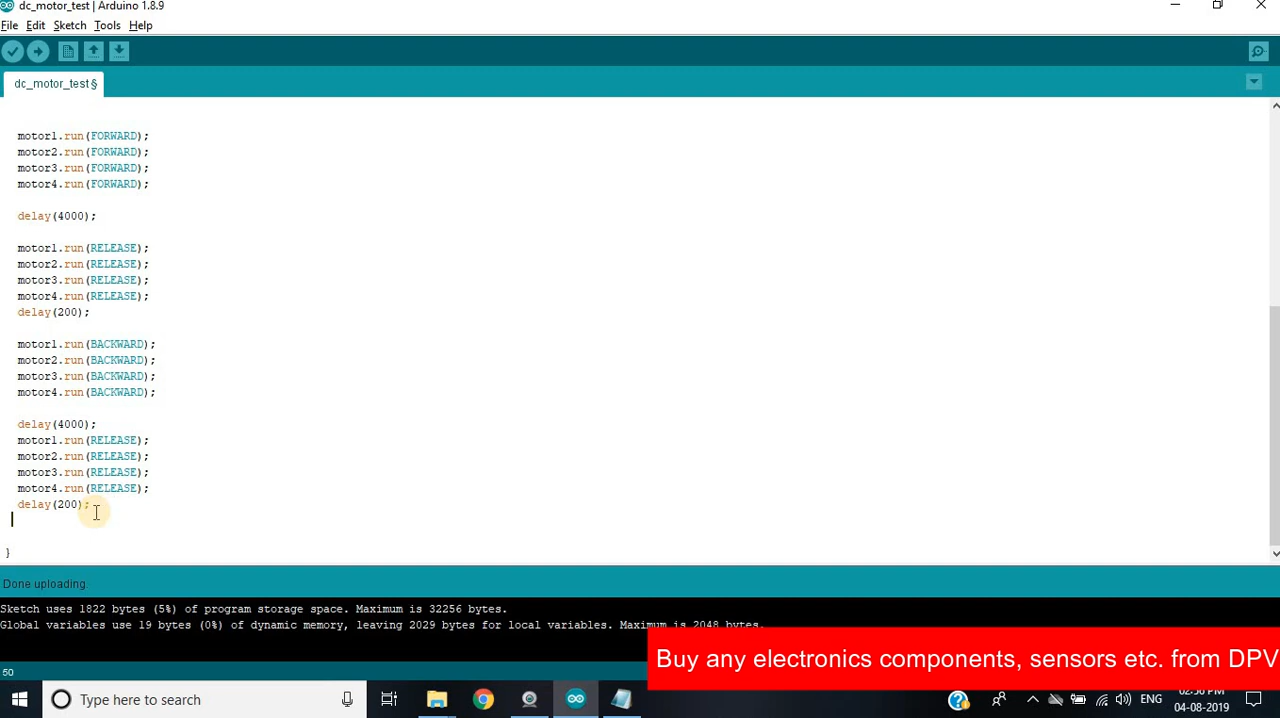 dc_motor_test | Arduino 1.8.9
File Edit Sketch Tools Help
dc_motor_test §
motor1.run(FORWARD);
motor2.run(FORWARD);
motor3.run(FORWARD);
motor4.run(FORWARD);
delay(4000);
motor1.run(RELEASE);
motor2.run(RELEASE);
motor3.run(RELEASE);
motor4.run(RELEASE);
delay(200);
motor1.run(BACKWARD);
motor2.run(BACKWARD);
motor3.run(BACKWARD);
motor4.run(BACKWARD);
delay(4000);
motor1.run(RELEASE);
motor2.run(RELEASE);
motor3.run(RELEASE);
motor4.run(RELEASE);
delay(200);
}
Done uploading.
Sketch uses 1822 bytes (5%) of program storage space. Maximum is 32256 bytes.
Global variables use 19 bytes (0%) of dynamic memory, leaving 2029 bytes for local variables. Maximum is 2048 bytes.
Buy any electronics components, sensors etc. from DPV
50
Type here to search
ENG
02:56 PM
04-08-2019